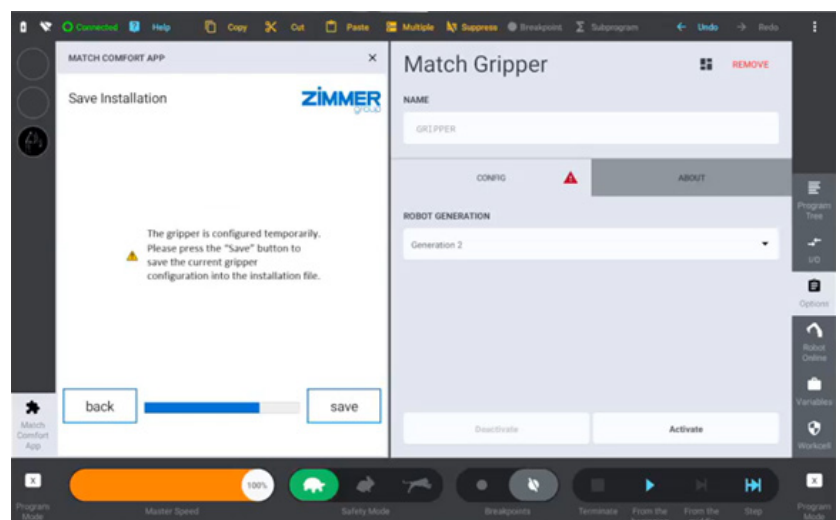 Connected
Help
Copy
Cut
Paste
Multiple
Suppress
Breakpoint
Subprogram
Undo
Redo
MATCH COMFORT APP
Save Installation
ZIMMER
group
The gripper is configured temporarily.
Please press the "Save" button to
save the current gripper
configuration into the installation file.
back
save
Match
Comfort
App
Match Gripper
REMOVE
NAME
GRIPPER
CONFIG
ABOUT
ROBOT GENERATION
Generation 2
Deactivate
Activate
Program
Tree
I/O
Options
Robot
Online
Variables
Workcell
X
Program
Mode
100%
Master Speed
Safety Mode
Breakpoints
Terminate
From the
From the
Step
X
Program
Mode